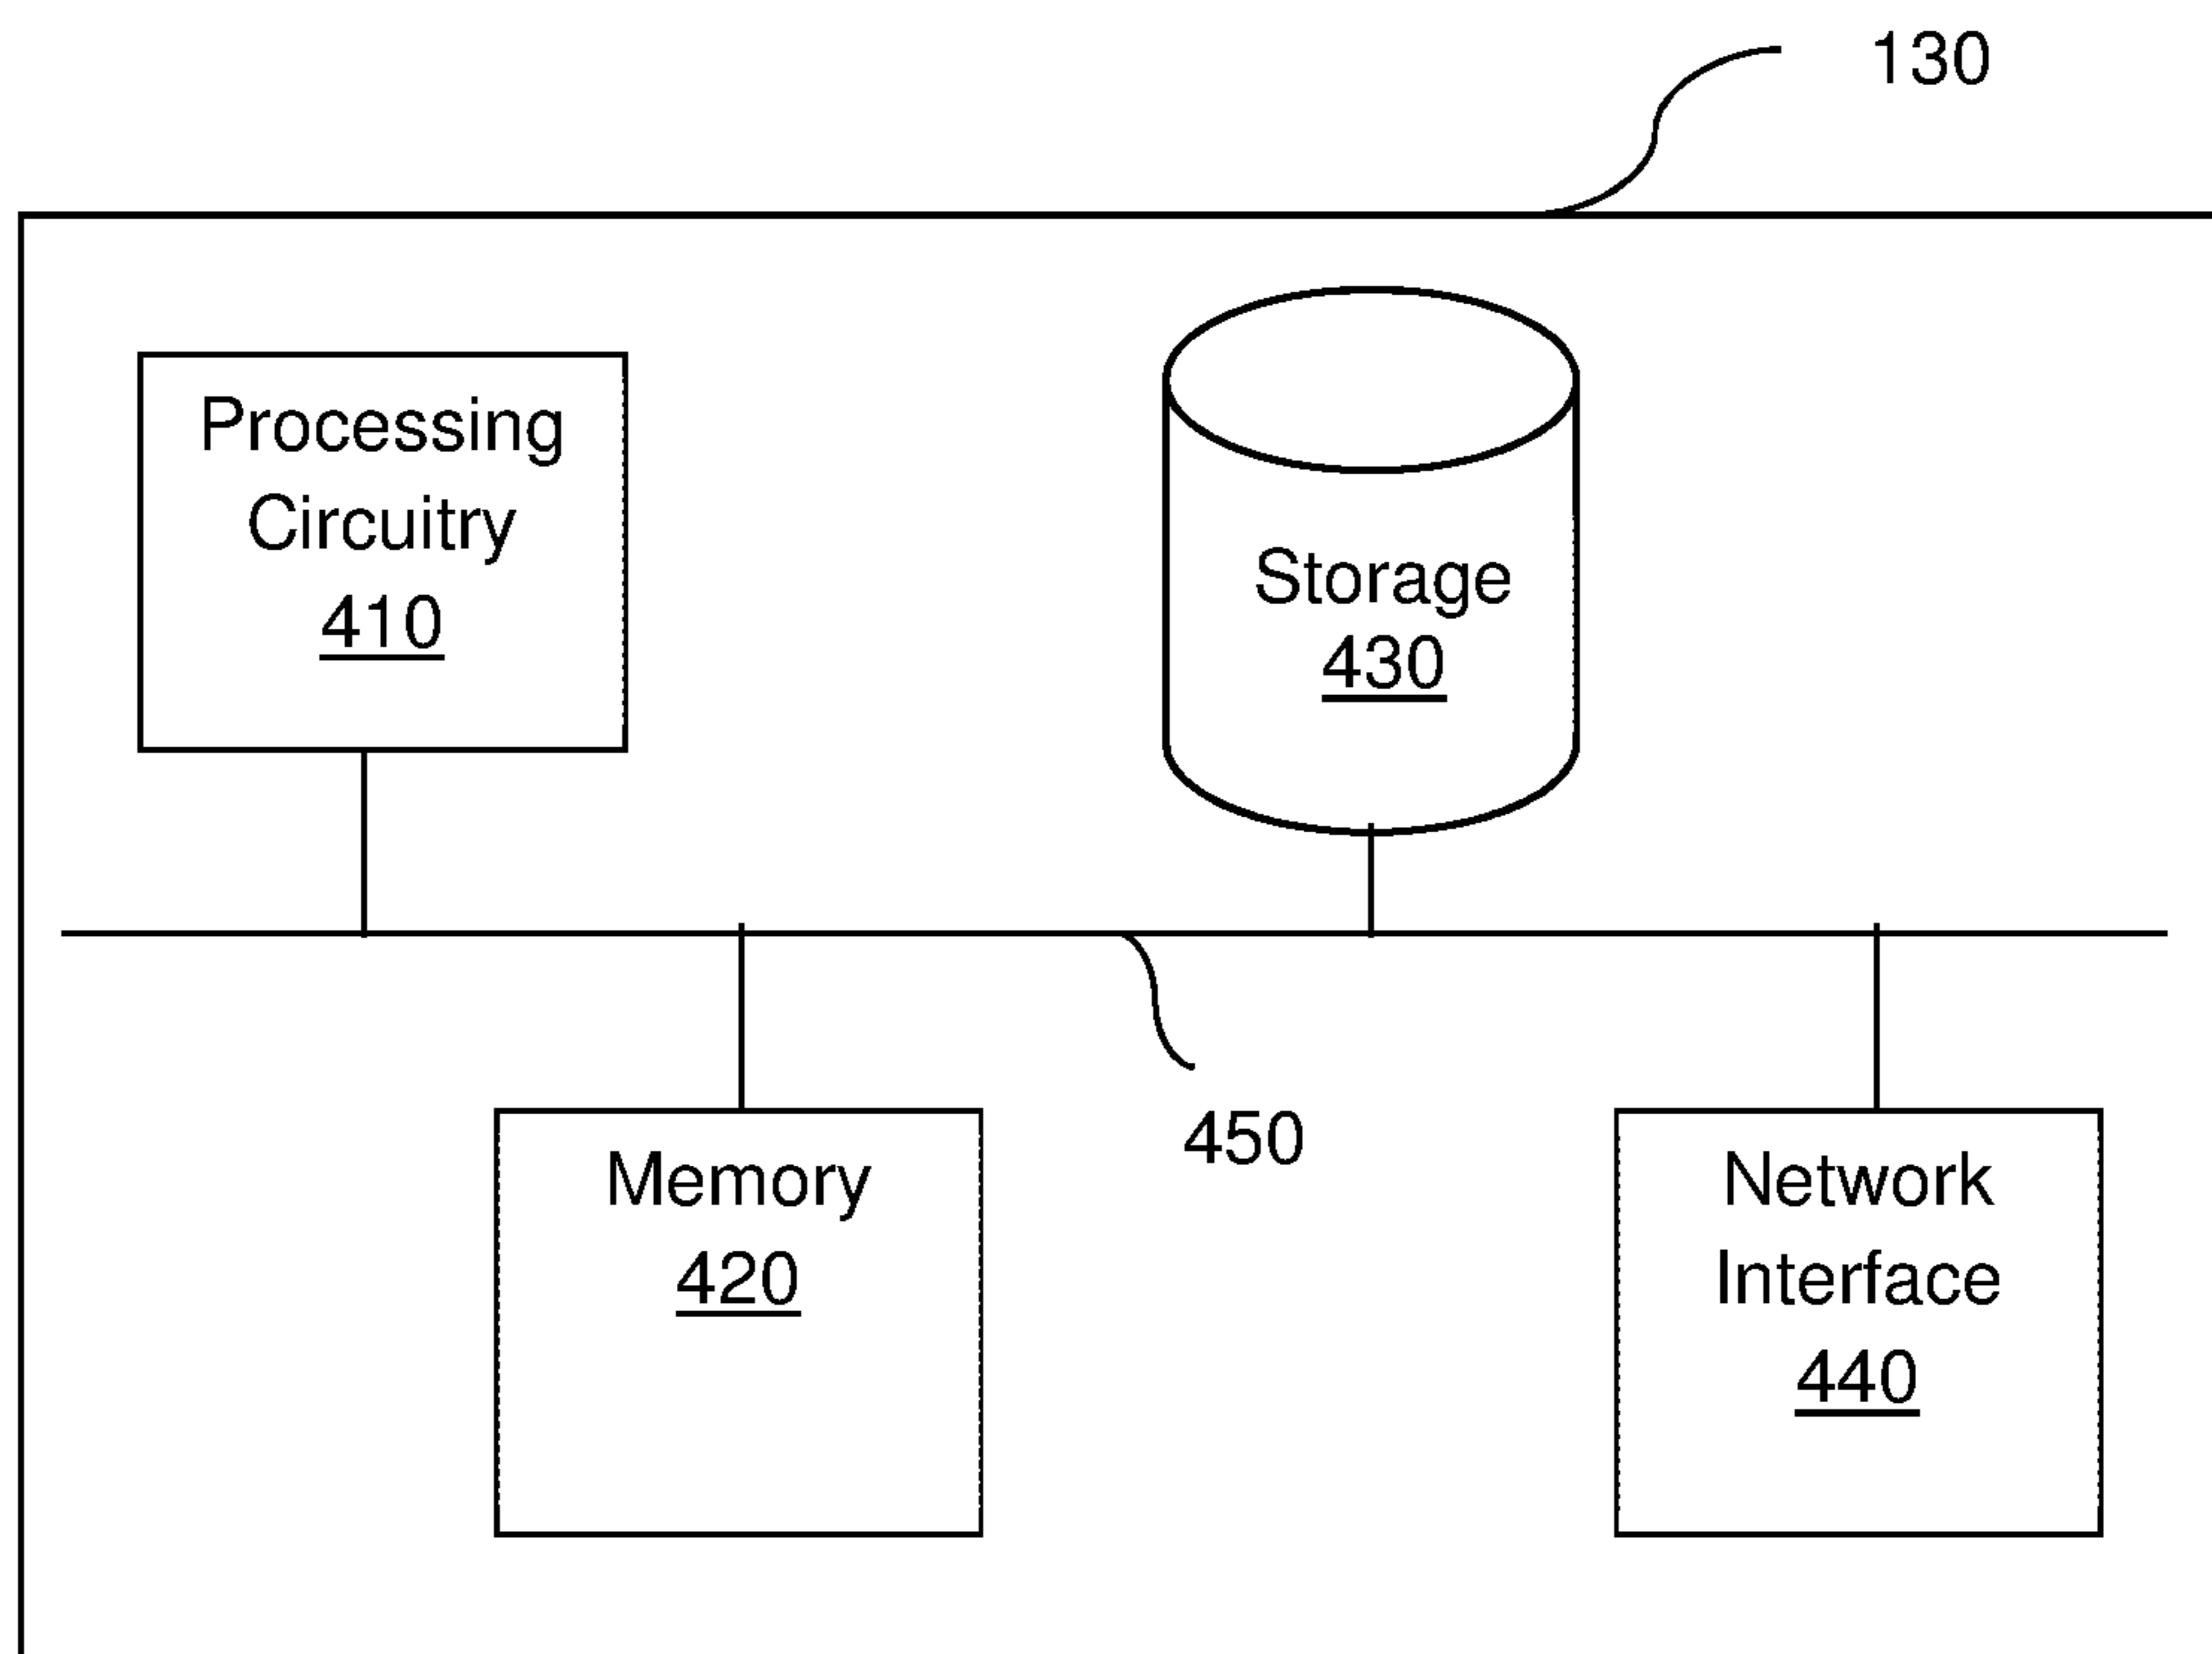 130
Processing
Circuitry
410
Storage
430
450
Memory
420
Network
Interface
440